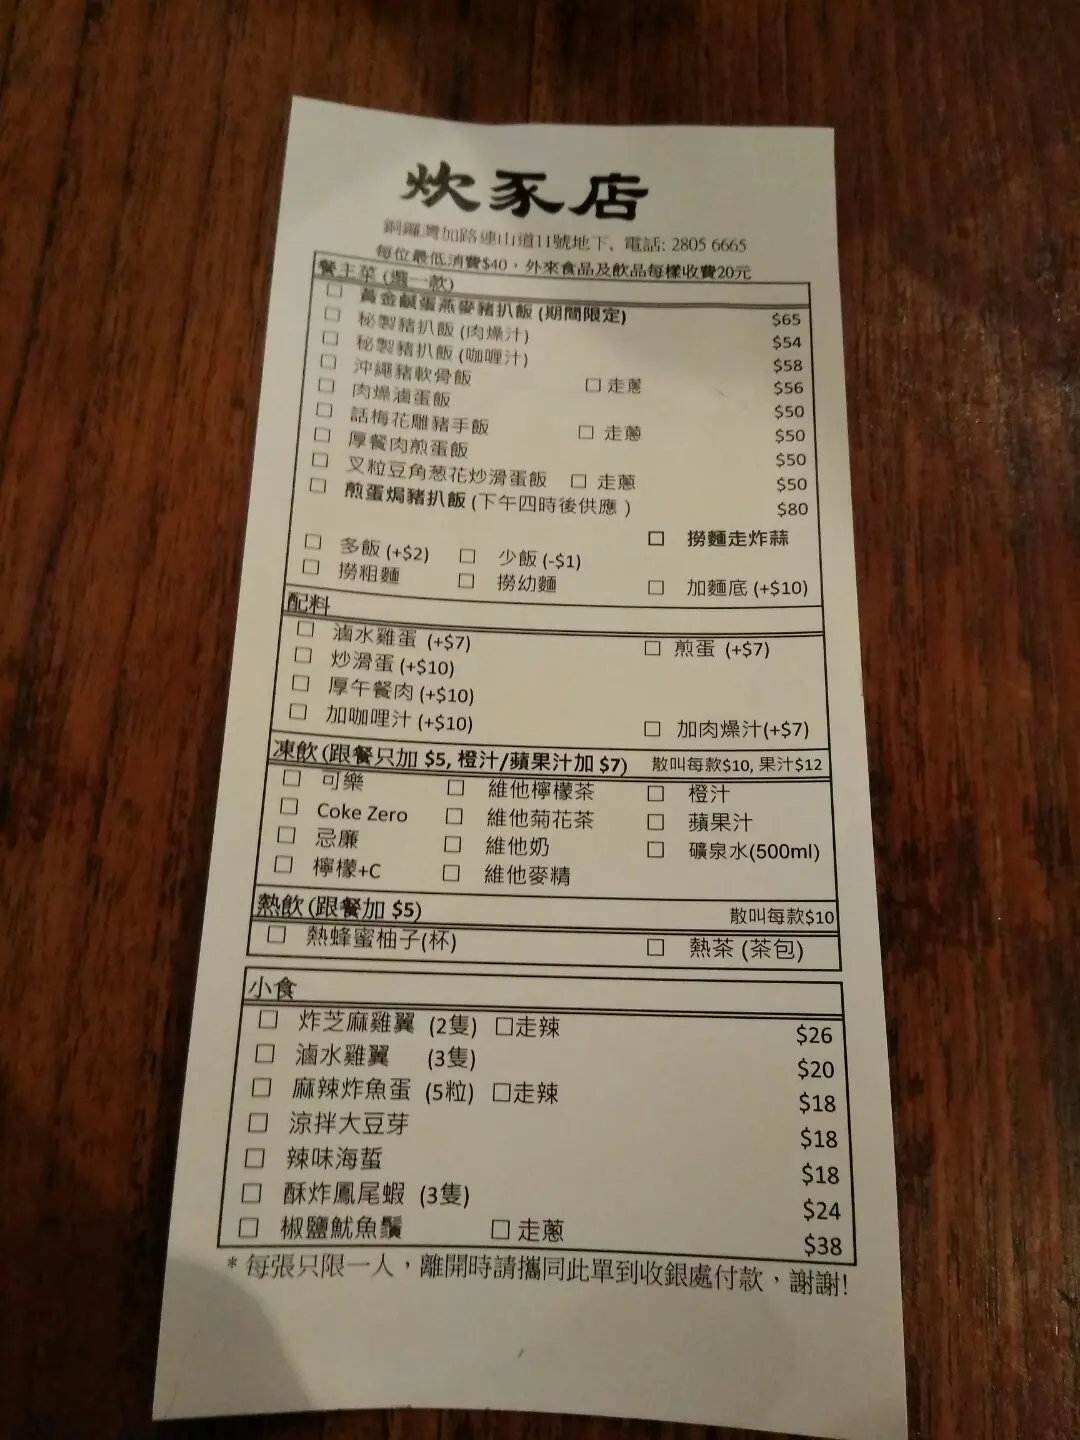 炊豕店
銅鑼灣加路連山道11號地下, 電話: 2805 6665
每位最低消費$40，外來食品及飲品每樣收費20元
餐主菜 (選一款)
□ 黃金鹹蛋燕麥豬扒飯 (期間限定) $65
□ 秘製豬扒飯 (肉燥汁) $54
□ 秘製豬扒飯 (咖喱汁) $58
□ 沖繩豬軟骨飯 □ 走蔥 $56
□ 肉燥滷蛋飯 $50
□ 話梅花雕豬手飯 □ 走蔥 $50
□ 厚餐肉煎蛋飯 $50
□ 叉粒豆角葱花炒滑蛋飯 □ 走蔥 $50
□ 煎蛋焗豬扒飯 (下午四時後供應 ) $80
□ 撈麵走炸蒜
□ 多飯 (+$2) □ 少飯 (-$1)
□ 撈粗麵 □ 撈幼麵 □ 加麵底 (+$10)
配料
□ 滷水雞蛋 (+$7) □ 煎蛋 (+$7)
□ 炒滑蛋 (+$10)
□ 厚午餐肉 (+$10)
□ 加咖哩汁 (+$10) □ 加肉燥汁(+$7)
凍飲 (跟餐只加 $5, 橙汁/蘋果汁加 $7) 散叫每款$10, 果汁$12
□ 可樂 □ 維他檸檬茶 □ 橙汁
□ Coke Zero □ 維他菊花茶 □ 蘋果汁
□ 忌廉 □ 維他奶 □ 礦泉水(500ml)
□ 檸檬+C □ 維他麥精
熱飲 (跟餐加 $5) 散叫每款$10
□ 熱蜂蜜柚子(杯) □ 熱茶 (茶包)
小食
□ 炸芝麻雞翼 (2隻) □走辣 $26
□ 滷水雞翼 (3隻) $20
□ 麻辣炸魚蛋 (5粒) □走辣 $18
□ 涼拌大豆芽 $18
□ 辣味海蜇 $18
□ 酥炸鳳尾蝦 (3隻) $24
□ 椒鹽魷魚鬚 □ 走蔥 $38
* 每張只限一人，離開時請攜同此單到收銀處付款，謝謝!